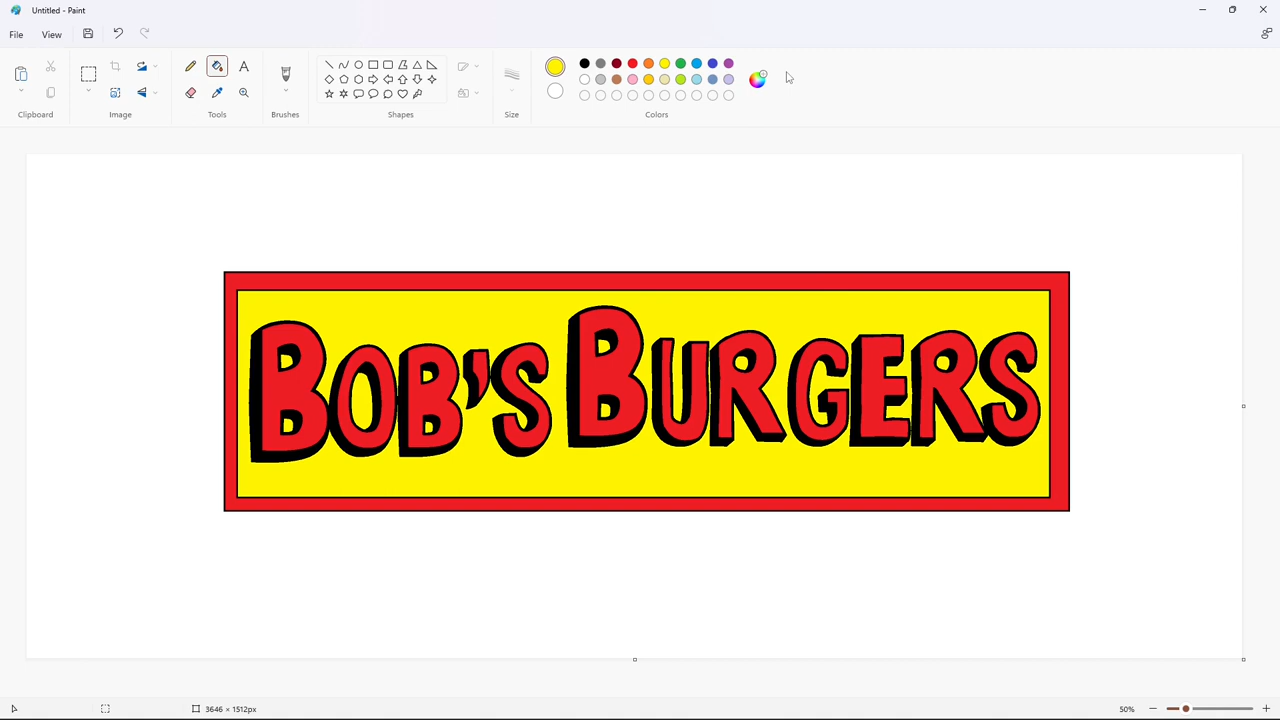 Untitled - Paint
File View
Clipboard Image Tools Brushes Shapes Size Colors
BOB'S BURGERS
3646 × 1512px 50%